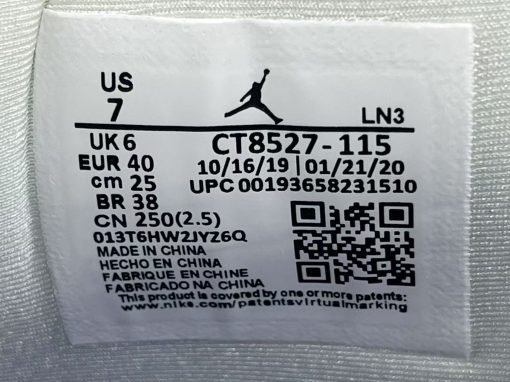 US
7
LN3
UK 6
CT8527-115
EUR 40
10/16/19 | 01/21/20
cm 25
UPC 00193658231510
BR 38
CN 250(2.5)
013T6HW2JYZ6Q
MADE IN CHINA
HECHO EN CHINA
FABRIQUE EN CHINE
FABRICADO NA CHINA
This product is covered by one or more patents:
www.nike.com/patentsvirtualmarking